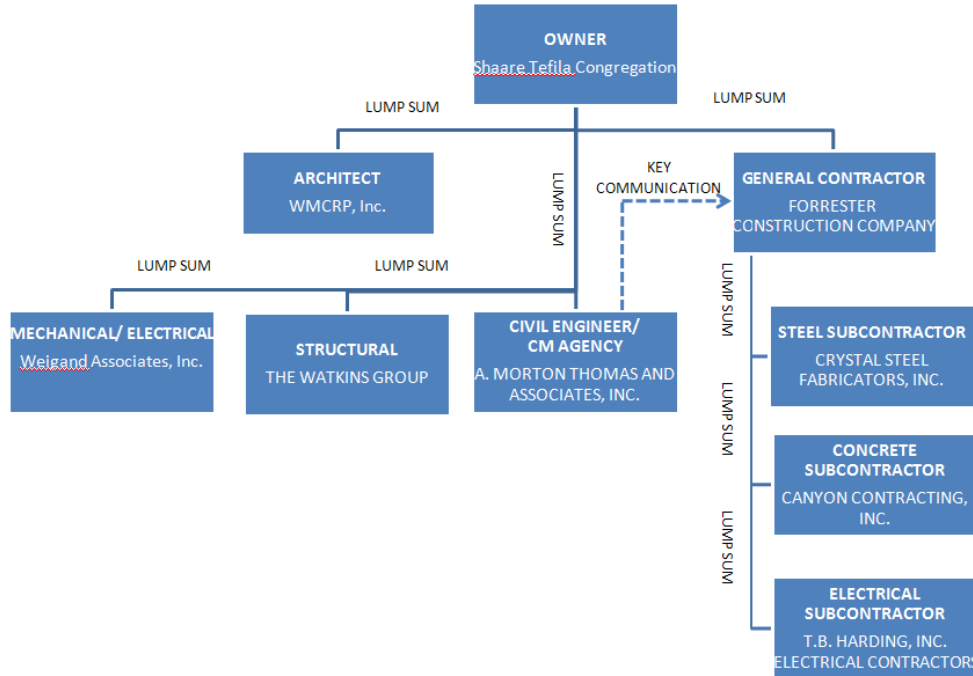 OWNER
Shaare Tefila Congregation
LUMP SUM
LUMP SUM
ARCHITECT
WMCRP, Inc.
LUMP SUM
KEY
COMMUNICATION
GENERAL CONTRACTOR
FORRESTER
CONSTRUCTION COMPANY
LUMP SUM
LUMP SUM
MECHANICAL/ ELECTRICAL
Weigand Associates, Inc.
STRUCTURAL
THE WATKINS GROUP
CIVIL ENGINEER/
CM AGENCY
A. MORTON THOMAS AND
ASSOCIATES, INC.
LUMP SUM
STEEL SUBCONTRACTOR
CRYSTAL STEEL
FABRICATORS, INC.
LUMP SUM
CONCRETE
SUBCONTRACTOR
CANYON CONTRACTING,
INC.
LUMP SUM
ELECTRICAL
SUBCONTRACTOR
T.B. HARDING, INC.
ELECTRICAL CONTRACTORS